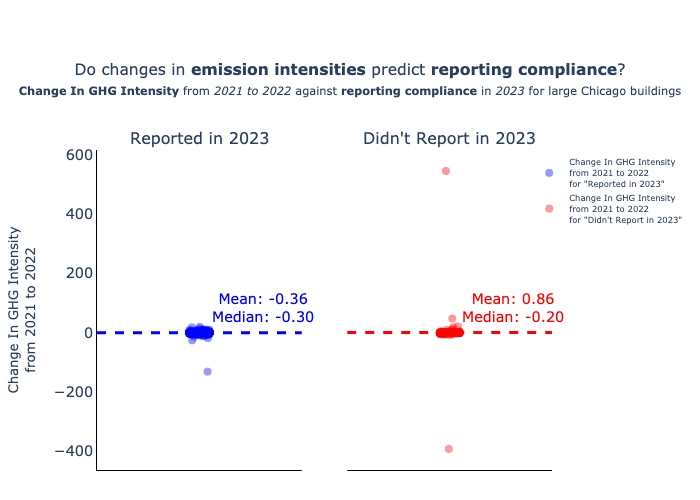 Do changes in emission intensities predict reporting compliance?
Change In GHG Intensity from 2021 to 2022 against reporting compliance in 2023 for large Chicago buildings
Reported in 2023
Didn't Report in 2023
600
400
200
0
−200
−400
Change In GHG Intensity
from 2021 to 2022
Mean: -0.36
Median: -0.30
Mean: 0.86
Median: -0.20
Change In GHG Intensity
from 2021 to 2022
for "Reported in 2023"
Change In GHG Intensity
from 2021 to 2022
for "Didn't Report in 2023"